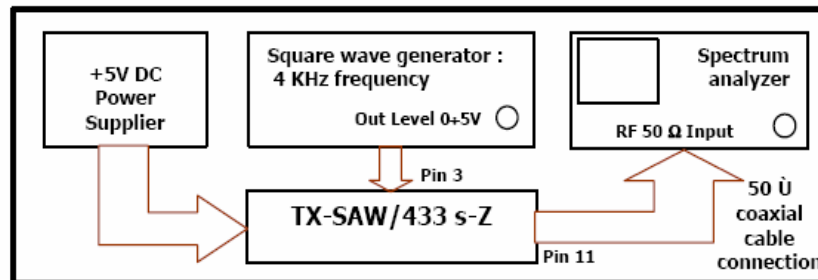 +5V DC
Power
Supplier
Square wave generator :
4 KHz frequency
Out Level 0÷5V
Spectrum
analyzer
RF 50 Ω Input
Pin 3
TX-SAW/433 s-Z
Pin 11
50 Ù
coaxial
cable
connection